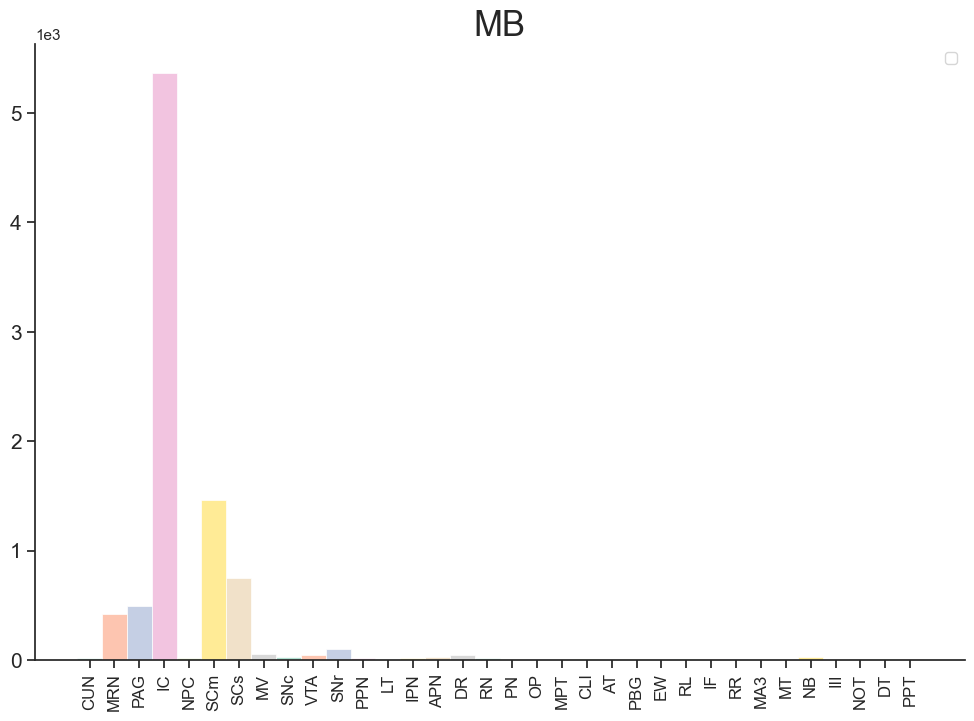 MB
1e3
5
4
3
2
1
0
CUN MRN PAG IC NPC SCm SCs MV SNc VTA SNr PPN LT IPN APN DR RN PN OP MPT CLI AT PBG EW RL IF RR MA3 MT NB III NOT DT PPT